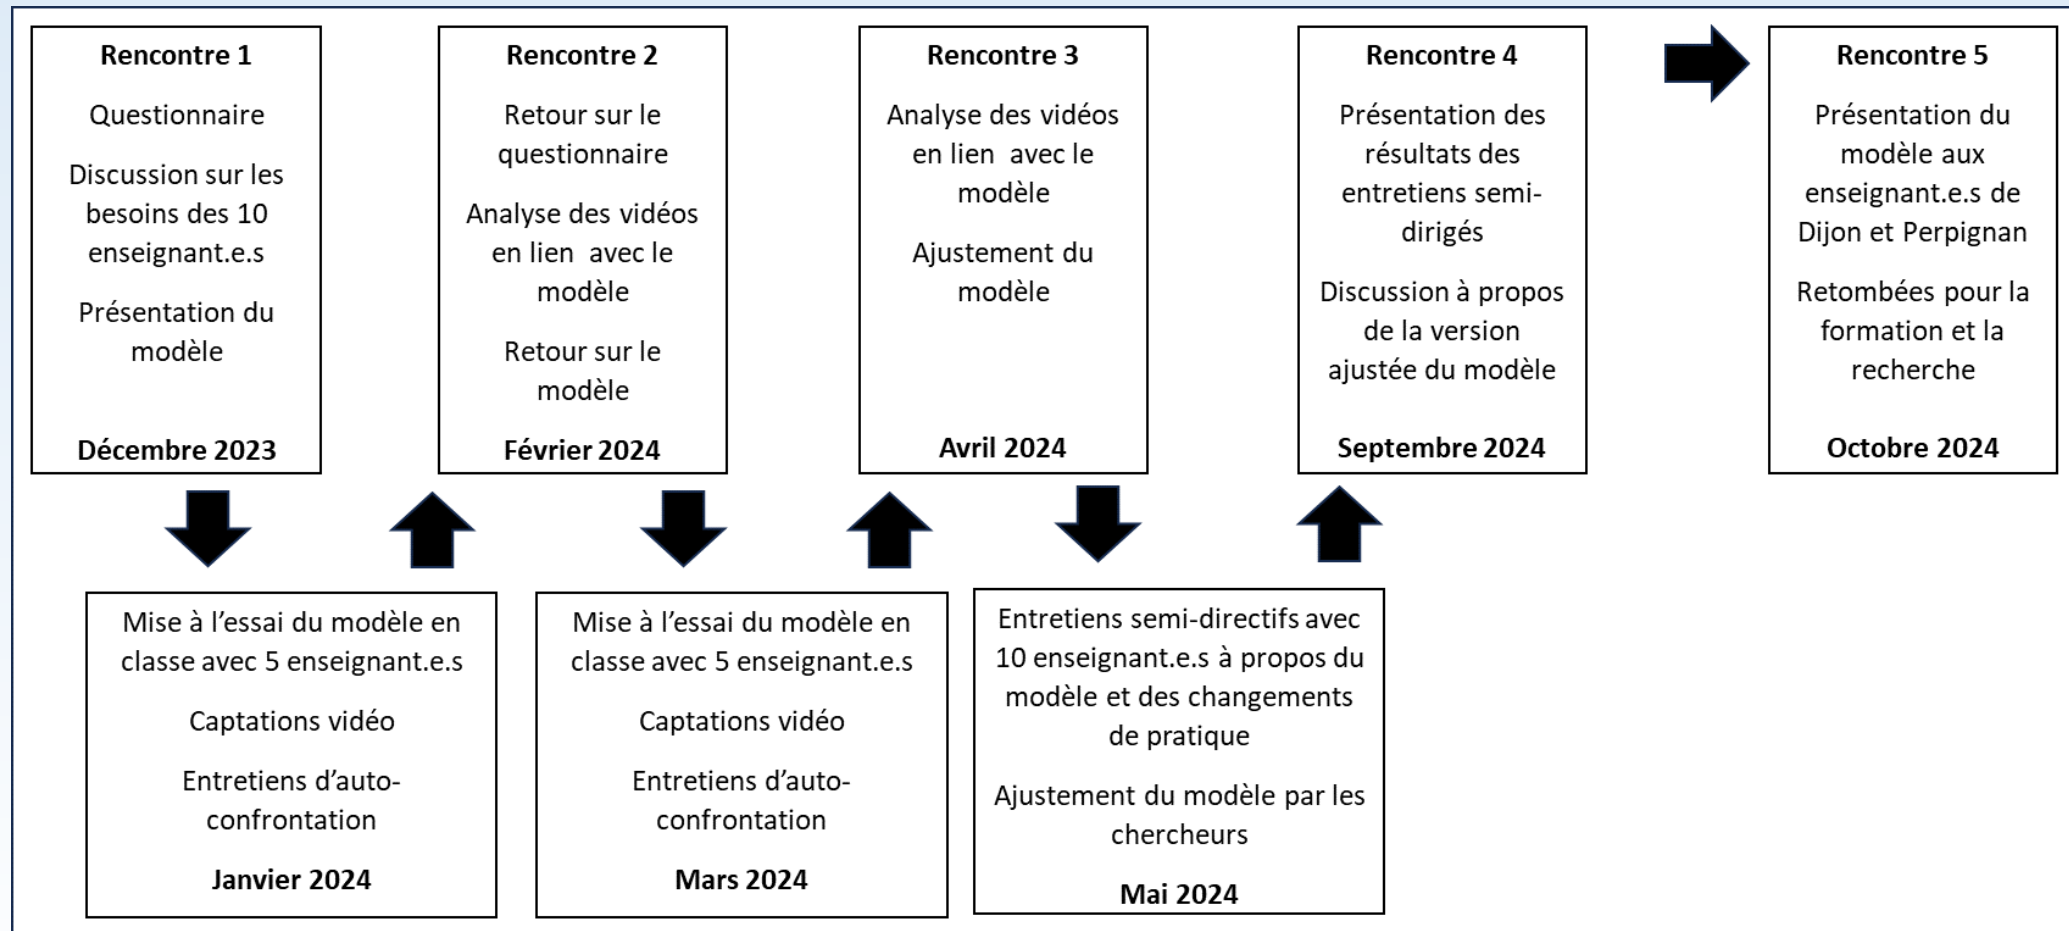 Rencontre 1
Questionnaire
Discussion sur les
besoins des 10
enseignant.e.s
Présentation du
modèle
Décembre 2023
Rencontre 2
Retour sur le
questionnaire
Analyse des vidéos
en lien  avec le
modèle
Retour sur le
modèle
Février 2024
Rencontre 3
Analyse des vidéos
en lien  avec le
modèle
Ajustement du
modèle
Avril 2024
Rencontre 4
Présentation des
résultats des
entretiens semi-
dirigés
Discussion à propos
de la version
ajustée du modèle
Septembre 2024
Rencontre 5
Présentation du
modèle aux
enseignant.e.s de
Dijon et Perpignan
Retombées pour la
formation et la
recherche
Octobre 2024
Mise à l’essai du modèle en
classe avec 5 enseignant.e.s
Captations vidéo
Entretiens d’auto-
confrontation
Janvier 2024
Mise à l’essai du modèle en
classe avec 5 enseignant.e.s
Captations vidéo
Entretiens d’auto-
confrontation
Mars 2024
Entretiens semi-directifs avec
10 enseignant.e.s à propos du
modèle et des changements
de pratique
Ajustement du modèle par les
chercheurs
Mai 2024